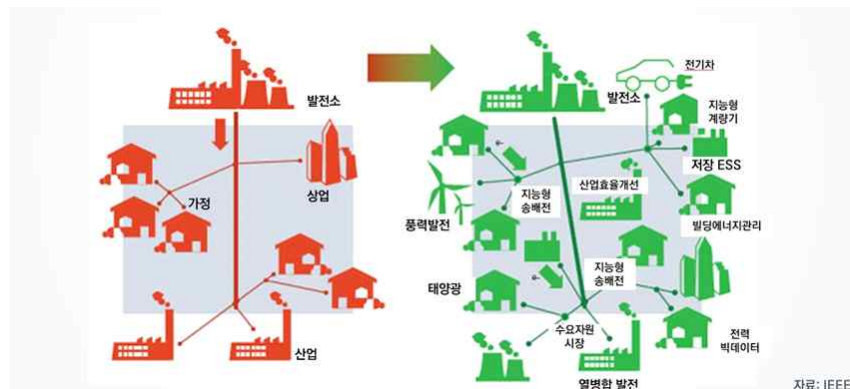 발전소
가정
상업
산업
전기차
발전소
지능형
계량기
저장 ESS
산업효율개선
지능형
송배전
풍력발전
빌딩에너지관리
지능형
송배전
태양광
수요자원
시장
전력
빅데이터
열병합 발전
자료: IEEE